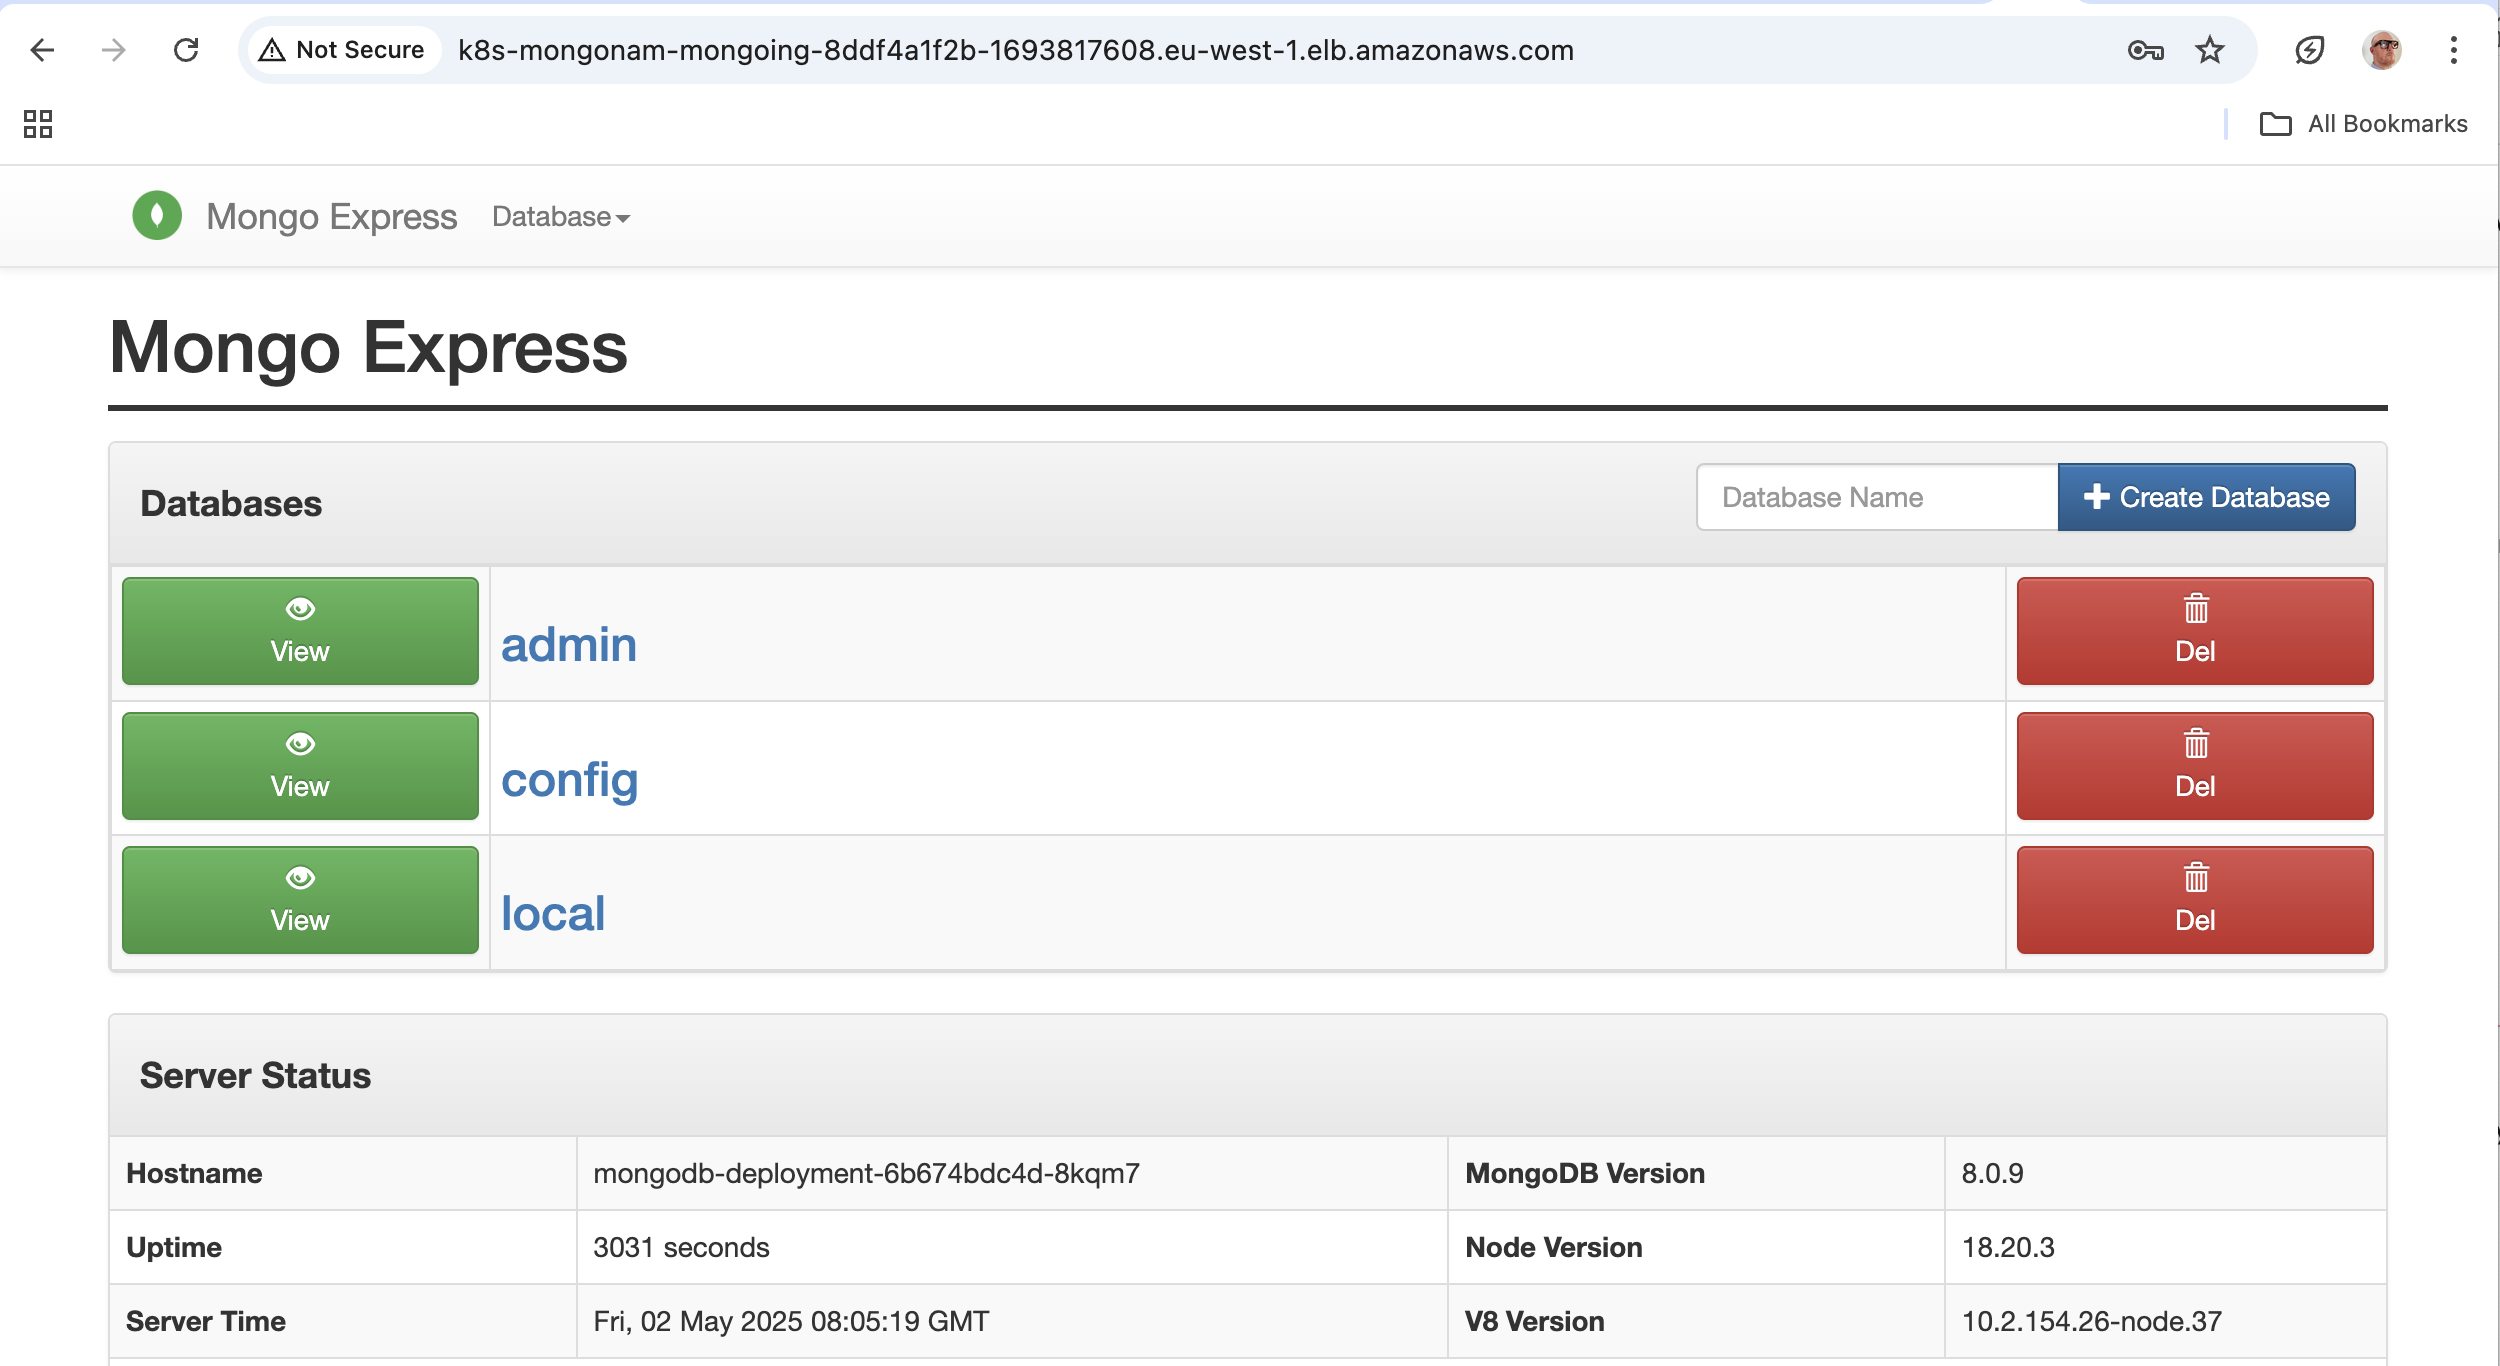 Not Secure k8s-mongonam-mongoing-8ddf4a1f2b-1693817608.eu-west-1.elb.amazonaws.com
All Bookmarks
Mongo Express Database
Mongo Express
Databases Database Name Create Database
View admin Del
View config Del
View local Del
Server Status
Hostname mongodb-deployment-6b674bdc4d-8kqm7 MongoDB Version 8.0.9
Uptime 3031 seconds Node Version 18.20.3
Server Time Fri, 02 May 2025 08:05:19 GMT V8 Version 10.2.154.26-node.37